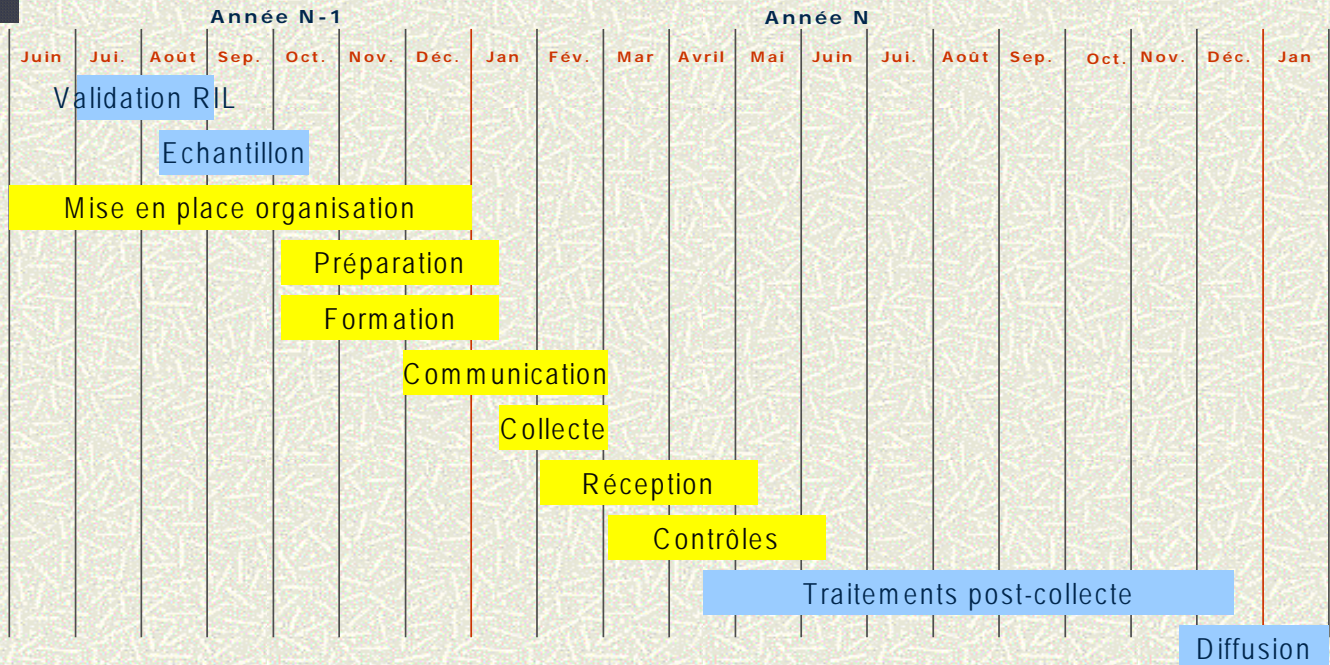 Année N-1 Année N
Juin Jui. Août Sep. Oct. Nov. Déc. Jan Fév. Mar Avril Mai Juin Jui. Août Sep. Oct. Nov. Déc. Jan
Validation RIL
Echantillon
Mise en place organisation
Préparation
Formation
Communication
Collecte
Réception
Contrôles
Traitements post-collecte
Diffusion